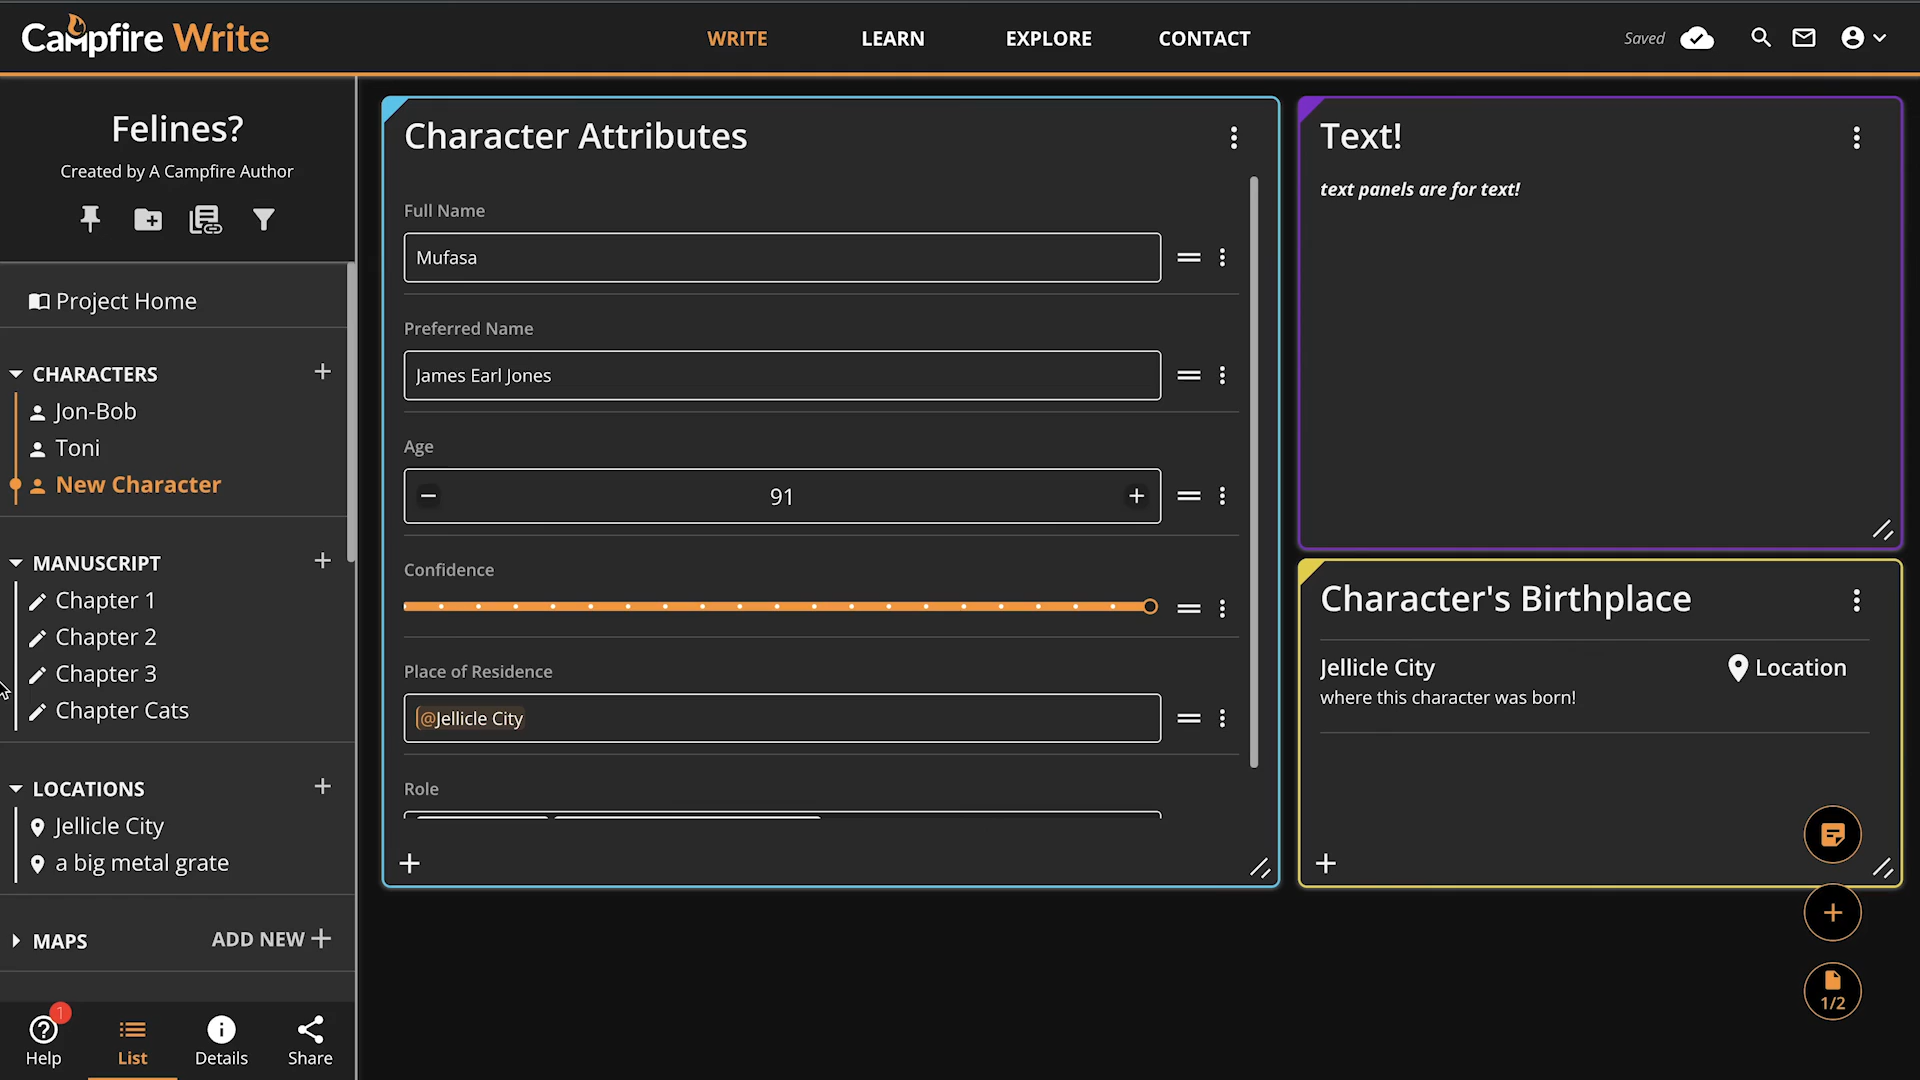 Campfire Write
WRITE
LEARN
EXPLORE
CONTACT
Saved
Felines?
Created by A Campfire Author
Project Home
CHARACTERS
Jon-Bob
Toni
New Character
MANUSCRIPT
Chapter 1
Chapter 2
Chapter 3
Chapter Cats
LOCATIONS
Jellicle City
a big metal grate
MAPS
ADD NEW
1
Help
List
Details
Share
Character Attributes
Full Name
Mufasa
Preferred Name
James Earl Jones
Age
91
Confidence
Place of Residence
@Jellicle City
Role
Text!
text panels are for text!
Character's Birthplace
Jellicle City
Location
where this character was born!
1/2